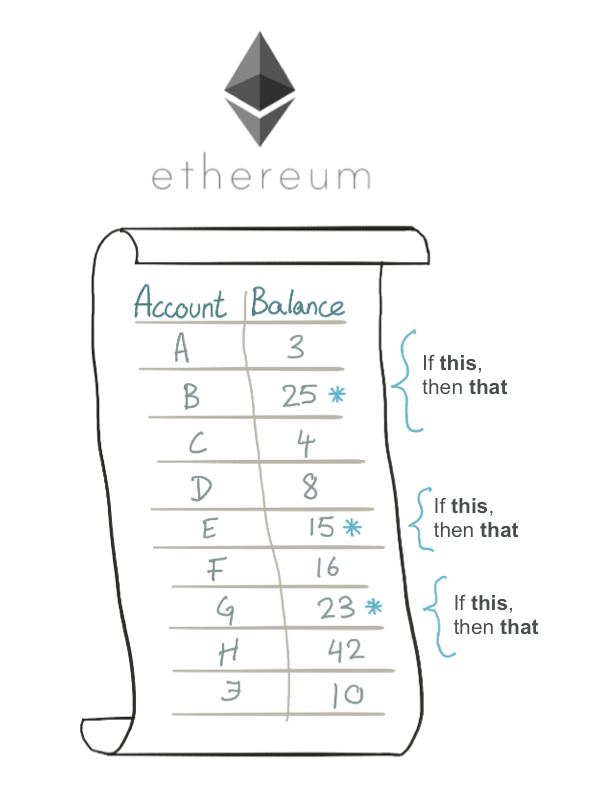 ethereum
Account Balance
A 3
B 25 *
If this,
then that
C 4
D 8
E 15 *
If this,
then that
F 16
G 23 *
If this,
then that
H 42
J 10